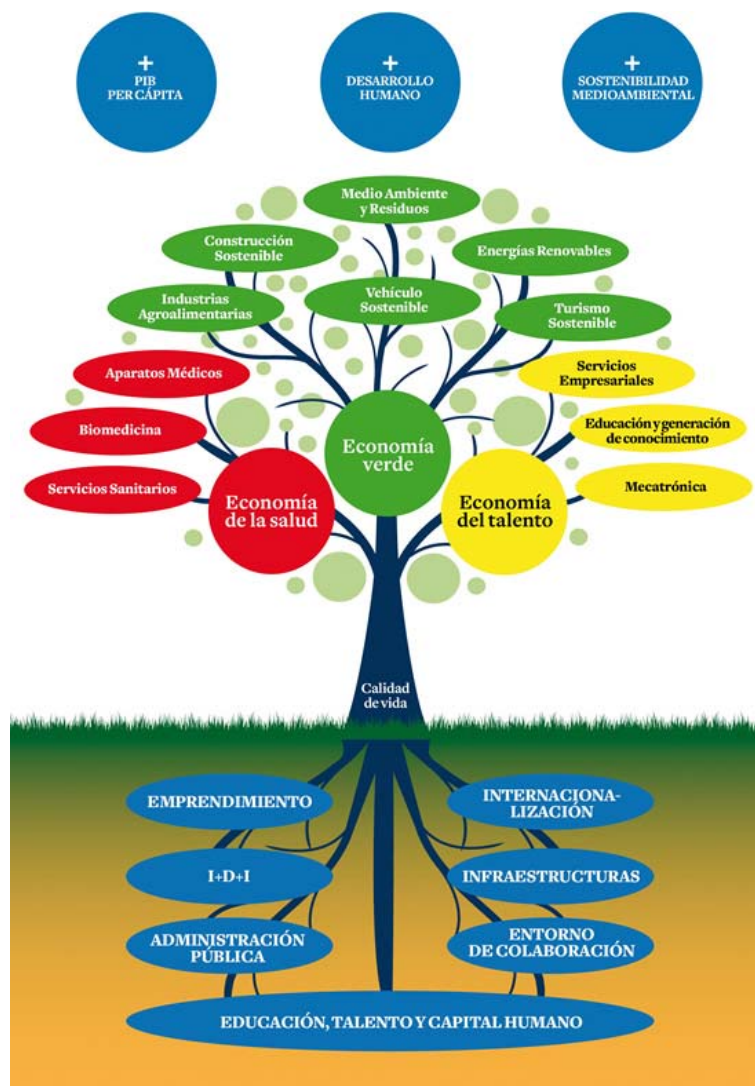 +
PIB
PER CÁPITA
+
DESARROLLO
HUMANO
+
SOSTENIBILIDAD
MEDIOAMBIENTAL
Medio Ambiente
y Residuos
Construcción
Sostenible
Energías Renovables
Industrias
Agroalimentarias
Vehículo
Sostenible
Turismo
Sostenible
Aparatos Médicos
Servicios
Empresariales
Biomedicina
Educación y generación
de conocimiento
Servicios Sanitarios
Mecatrónica
Economía
verde
Economía
de la salud
Economía
del talento
Calidad
de vida
EMPRENDIMIENTO
INTERNACIONA-
LIZACIÓN
I+D+I
INFRAESTRUCTURAS
ADMINISTRACIÓN
PÚBLICA
ENTORNO
DE COLABORACIÓN
EDUCACIÓN, TALENTO Y CAPITAL HUMANO